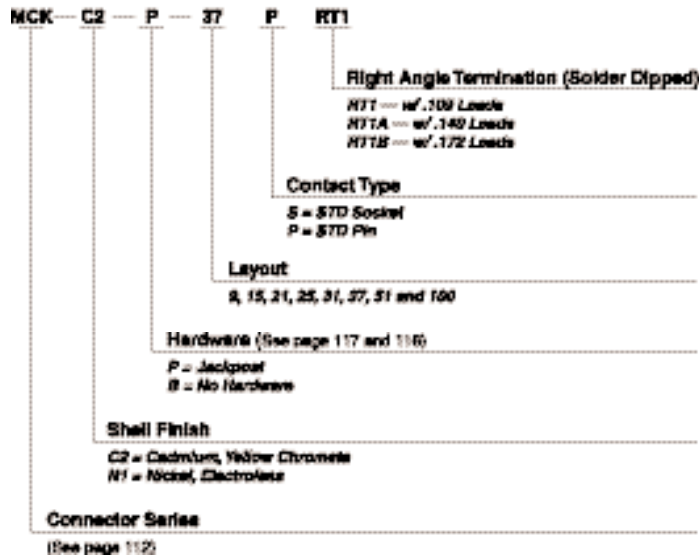 MCK C2 P 37 P RT1
Right Angle Termination (Solder Dipped)
RT1 — w/ .109 Leads
RT1A — w/ .140 Leads
RT1B — w/ .172 Leads
Contact Type
S = STD Socket
P = STD Pin
Layout
9, 15, 21, 25, 31, 37, 51 and 100
Hardware (See page 117 and 118)
P = Jackpost
B = No Hardware
Shell Finish
C2 = Cadmium, Yellow Chromate
N1 = Nickel, Electroless
Connector Series
(See page 112)